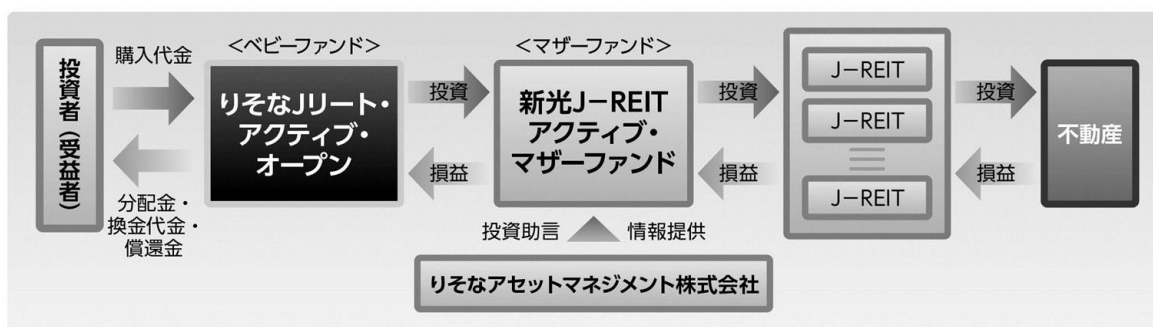 投資者(受益者)
購入代金
分配金・
換金代金・
償還金
<ベビーファンド>
りそなJリート・
アクティブ・
オープン
投資
損益
<マザーファンド>
新光J-REIT
アクティブ・
マザーファンド
投資助言
情報提供
りそなアセットマネジメント株式会社
投資
損益
J-REIT
J-REIT
J-REIT
投資
損益
不動産